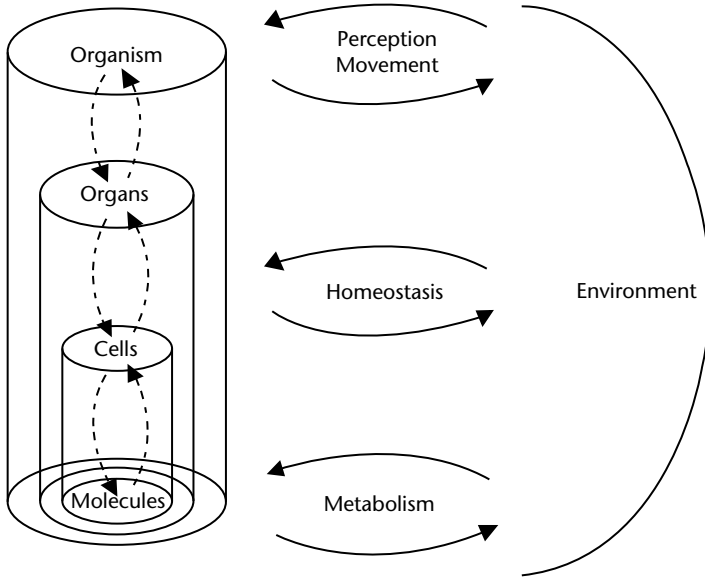 Organism
Perception
Movement
Organs
Homeostasis
Environment
Cells
Molecules
Metabolism